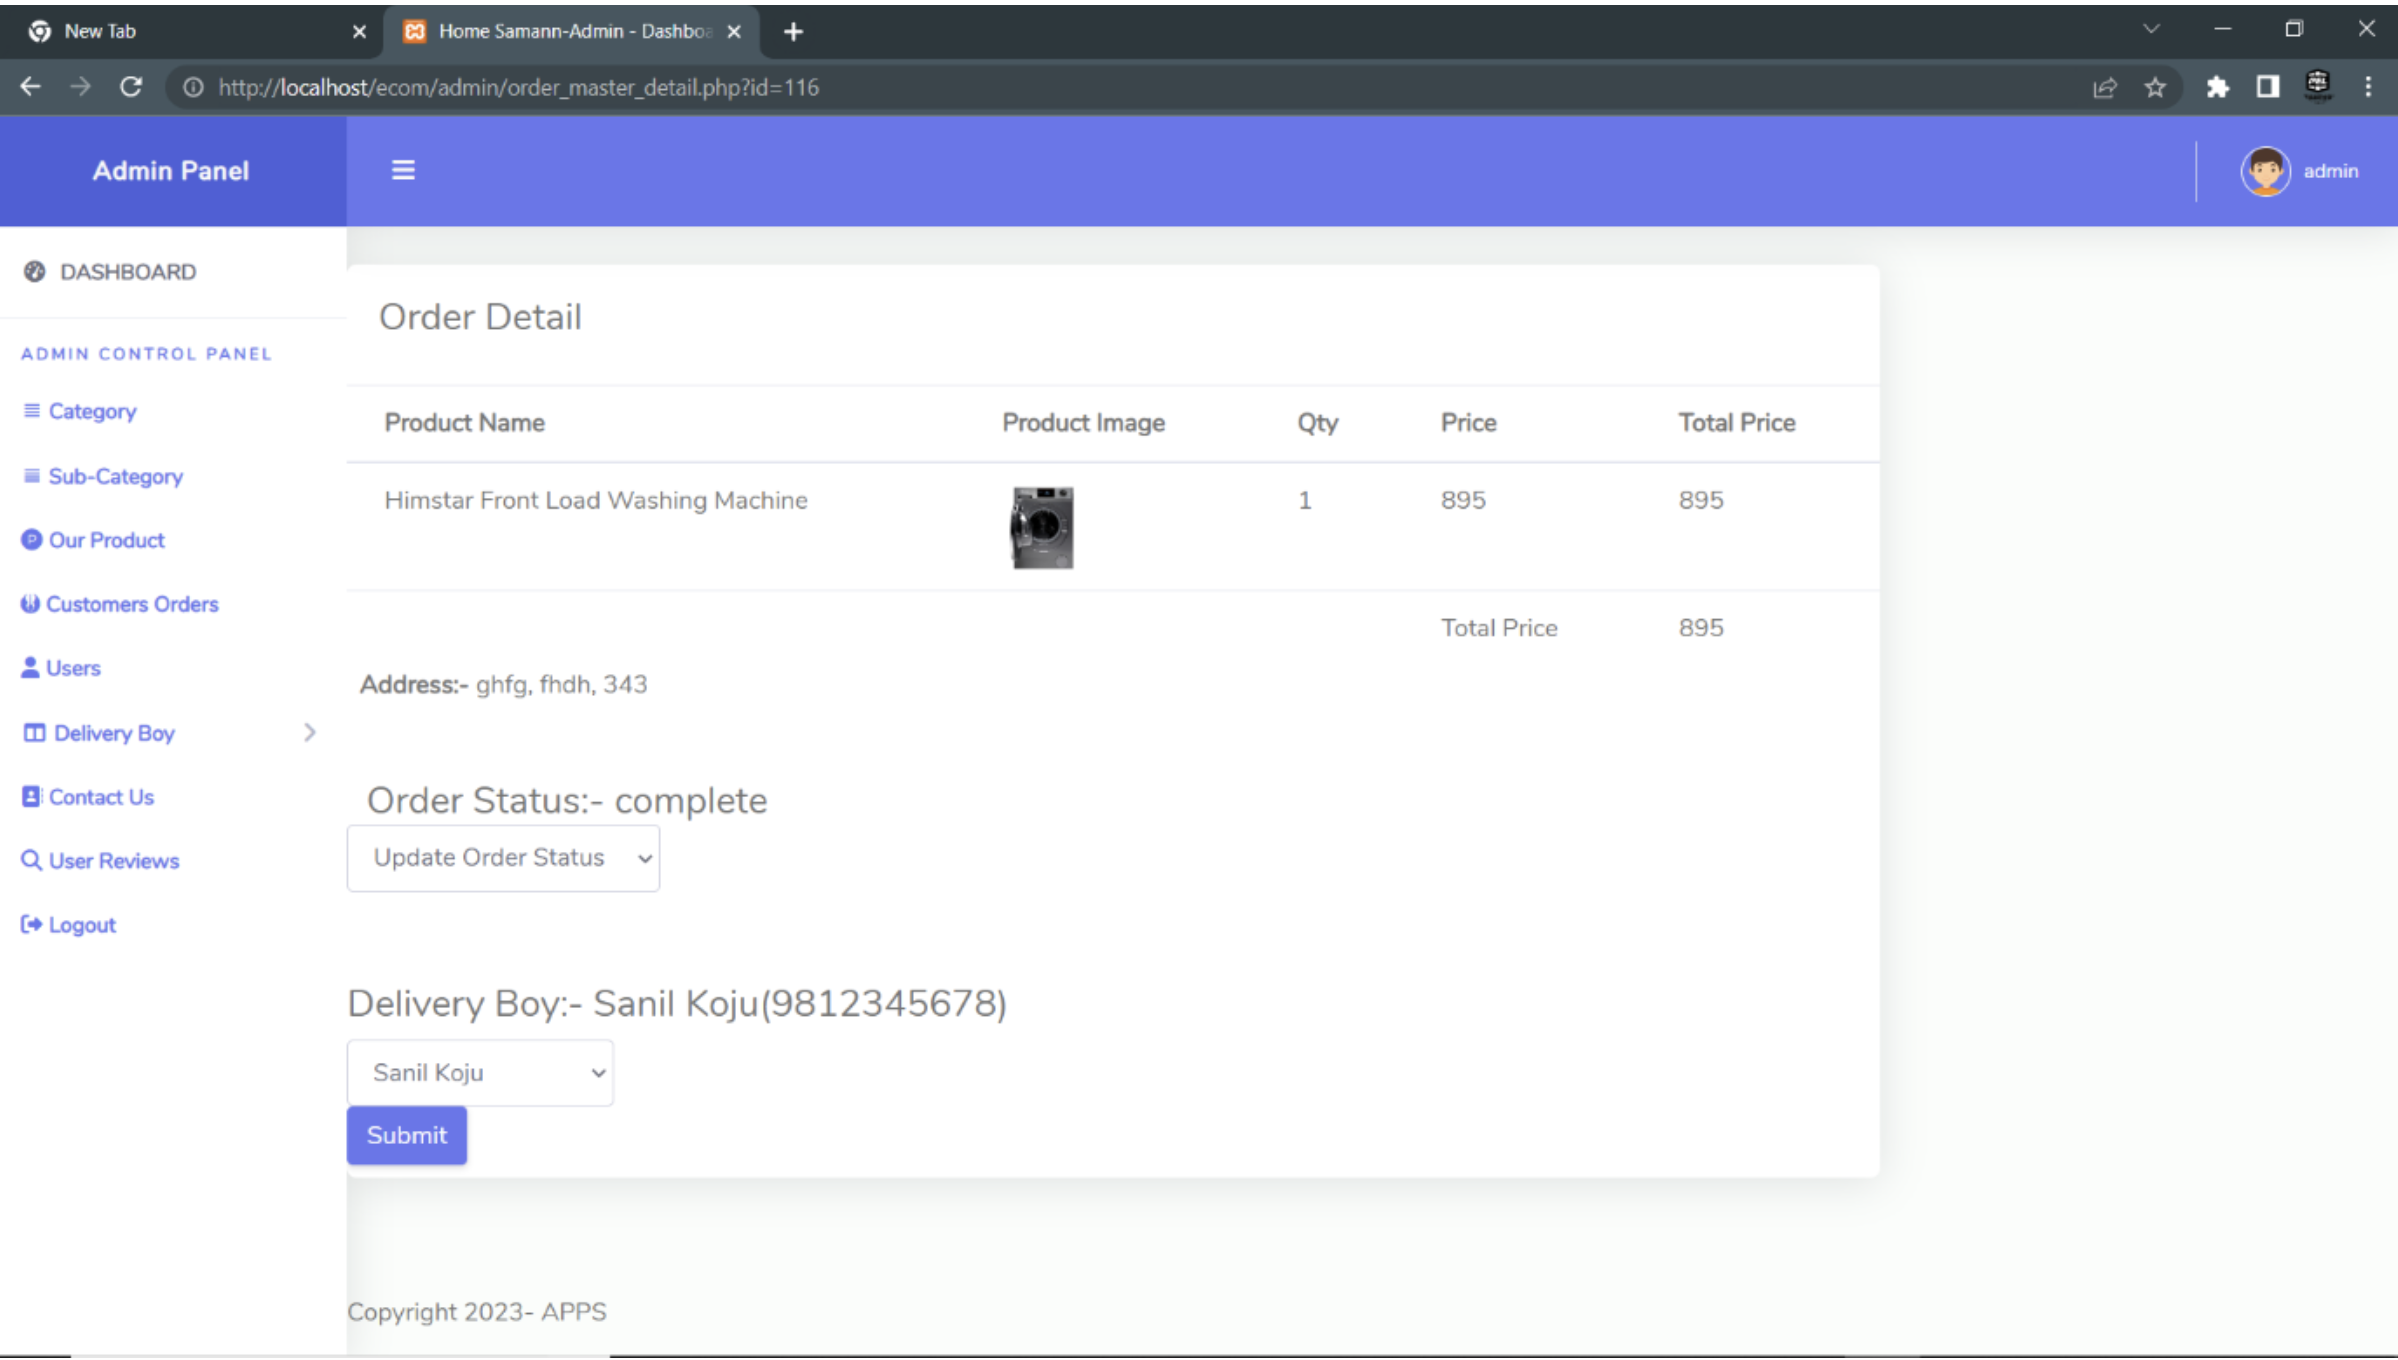 New Tab
Home Samann-Admin - Dashboa
http://localhost/ecom/admin/order_master_detail.php?id=116
Admin Panel
admin
DASHBOARD
ADMIN CONTROL PANEL
Category
Sub-Category
Our Product
Customers Orders
Users
Delivery Boy
Contact Us
User Reviews
Logout
Order Detail
Product Name Product Image Qty Price Total Price
Himstar Front Load Washing Machine 1 895 895
Total Price 895
Address:- ghfg, fhdh, 343
Order Status:- complete
Update Order Status
Delivery Boy:- Sanil Koju(9812345678)
Sanil Koju
Submit
Copyright 2023- APPS